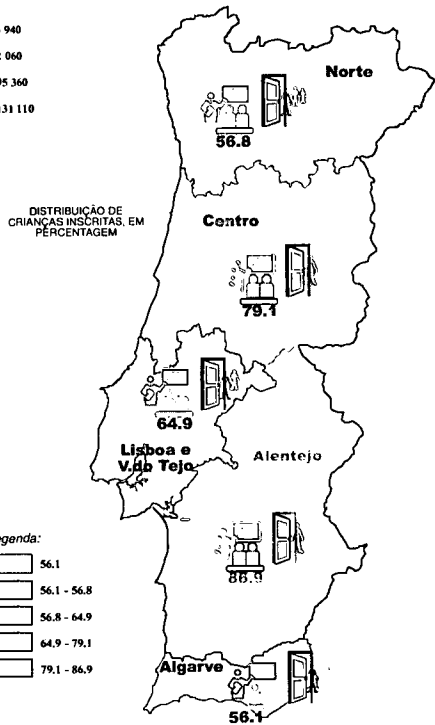 940
060
95 360
131 110
Norte
56.8
DISTRIBUIÇÃO DE
CRIANÇAS INSCRITAS, EM
PERCENTAGEM
Centro
79.1
64.9
Lisboa e
V.do Tejo
Alentejo
86.9
egenda:
56.1
56.1 - 56.8
56.8 - 64.9
64.9 - 79.1
79.1 - 86.9
Algarve
56.1